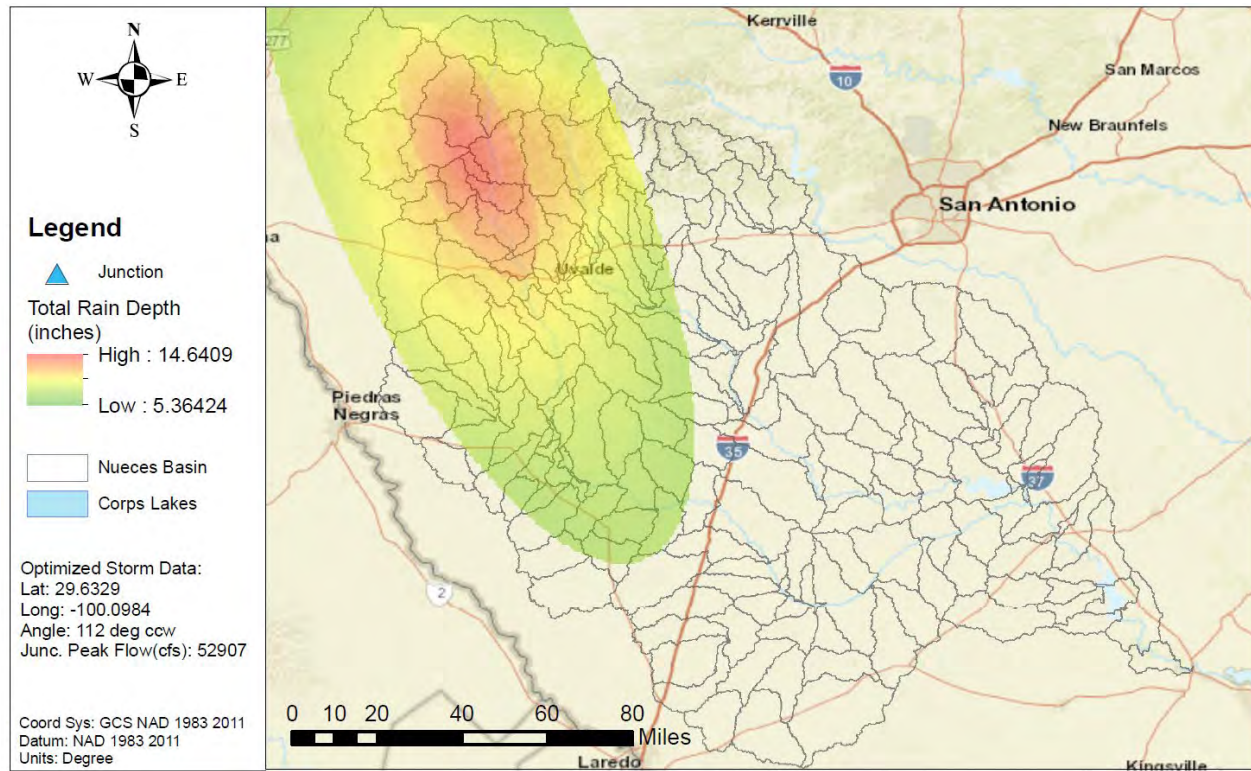 N
W
E
S
Legend
Junction
Total Rain Depth
(inches)
High : 14.6409
Low : 5.36424
Nueces Basin
Corps Lakes
Optimized Storm Data:
Lat: 29.6329
Long: -100.0984
Angle: 112 deg ccw
Junc. Peak Flow(cfs): 52907
Coord Sys: GCS NAD 1983 2011
Datum: NAD 1983 2011
Units: Degree
277
Kerrville
10
San Marcos
New Braunfels
San Antonio
na
Uvalde
Piedras
Negras
35
37
2
0 10 20 40 60 80
Miles
Laredo
Kingsville